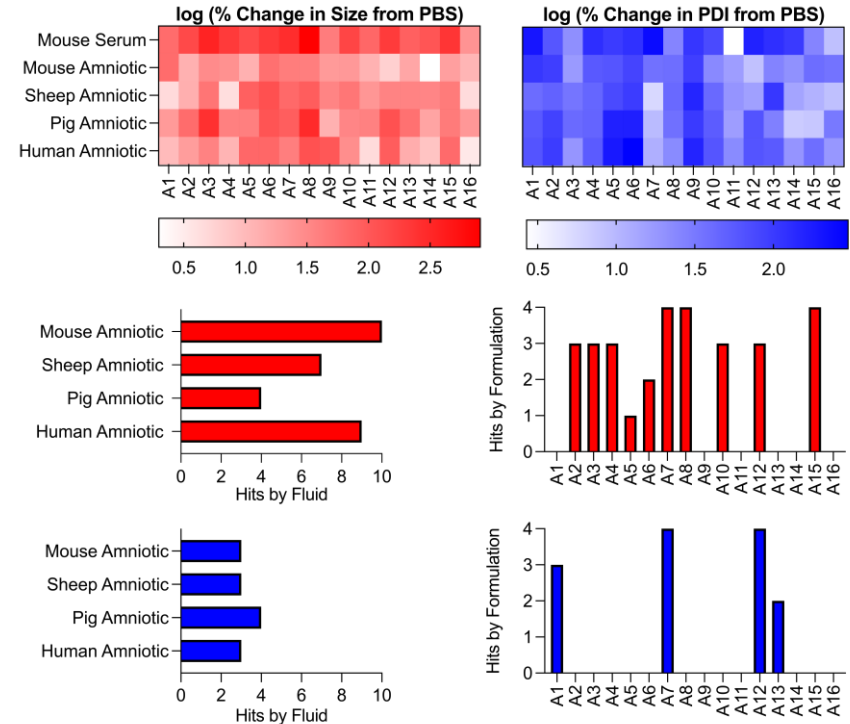 log (% Change in Size from PBS)
Mouse Serum
Mouse Amniotic
Sheep Amniotic
Pig Amniotic
Human Amniotic
A1 A2 A3 A4 A5 A6 A7 A8 A9 A10 A11 A12 A13 A14 A15 A16
0.5 1.0 1.5 2.0 2.5
log (% Change in PDI from PBS)
A1 A2 A3 A4 A5 A6 A7 A8 A9 A10 A11 A12 A13 A14 A15 A16
0.5 1.0 1.5 2.0
Mouse Amniotic
Sheep Amniotic
Pig Amniotic
Human Amniotic
0 2 4 6 8 10
Hits by Fluid
Hits by Formulation
4
3
2
1
0
A1 A2 A3 A4 A5 A6 A7 A8 A9 A10 A11 A12 A13 A14 A15 A16
Mouse Amniotic
Sheep Amniotic
Pig Amniotic
Human Amniotic
0 2 4 6 8 10
Hits by Fluid
Hits by Formulation
4
3
2
1
0
A1 A2 A3 A4 A5 A6 A7 A8 A9 A10 A11 A12 A13 A14 A15 A16